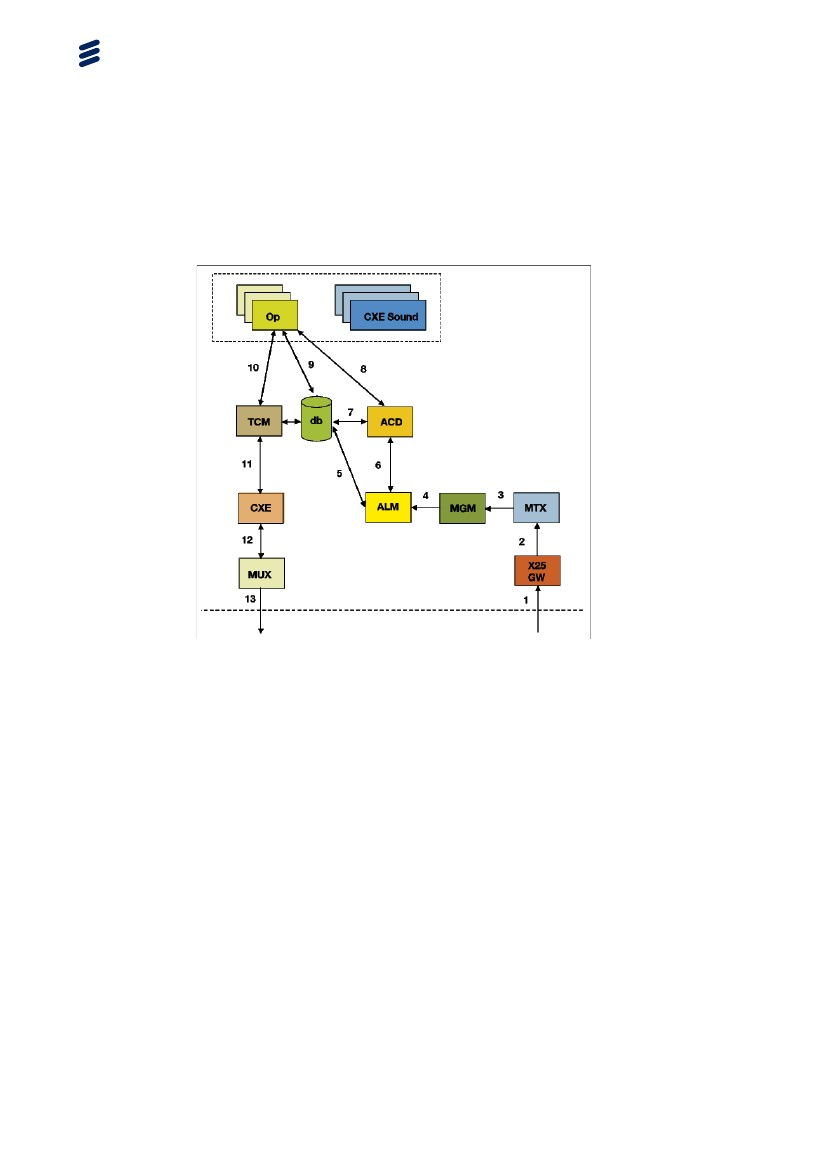 Op
CXE Sound
10
9
8
TCM
db
7
ACD
11
5
6
CXE
ALM
4
MGM
3
MTX
12
2
MUX
X25
GW
13
1